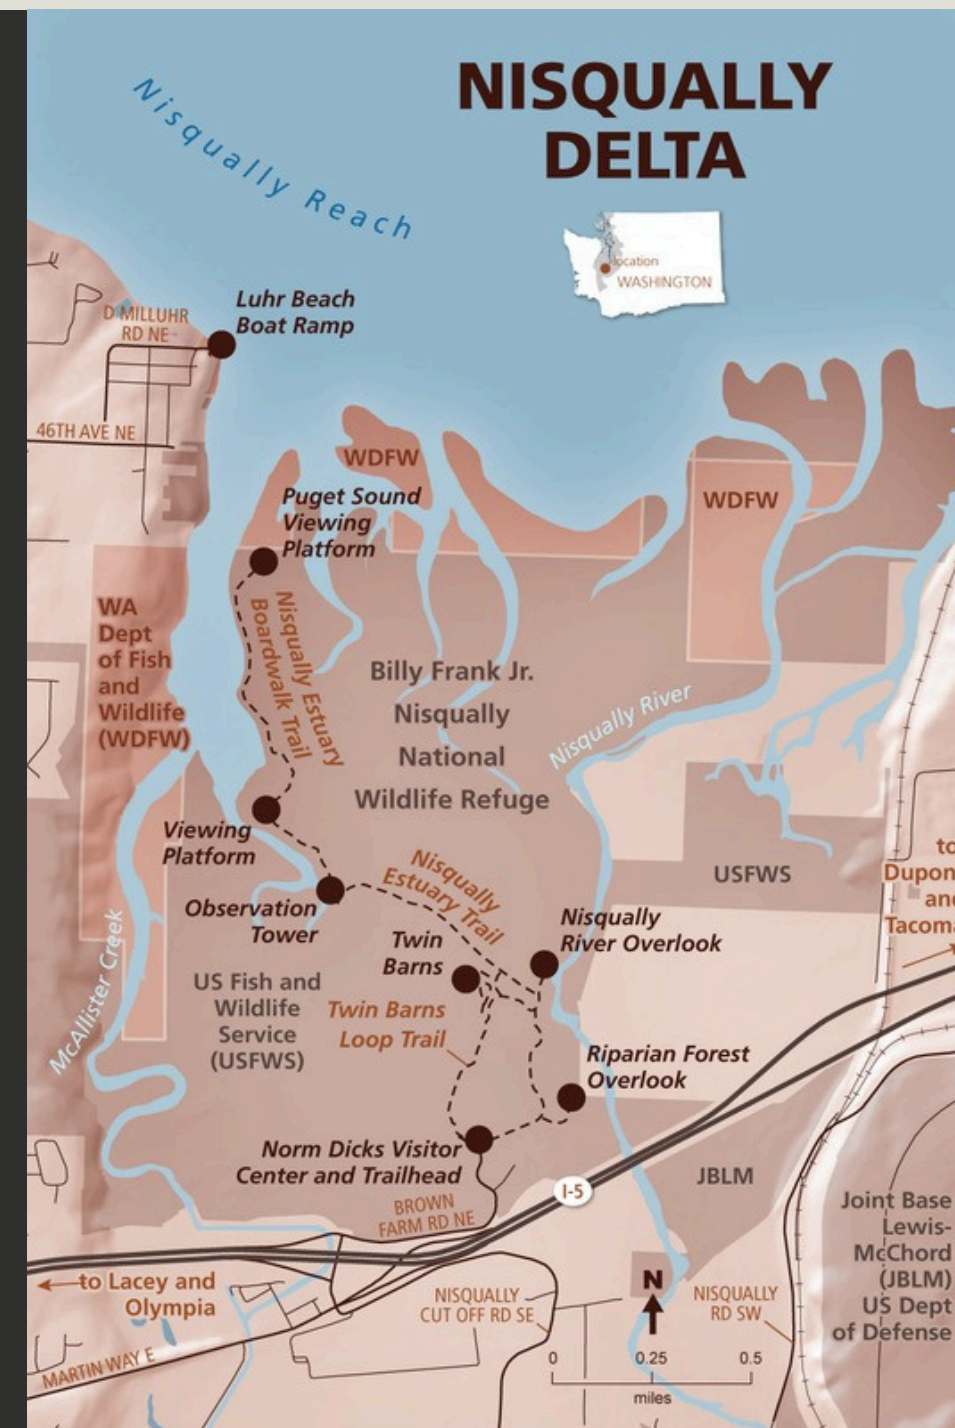 NISQUALLY
DELTA
Nisqually Reach
location
WASHINGTON
Luhr Beach
Boat Ramp
D MILLUHR
RD NE
46TH AVE NE
WDFW
Puget Sound
Viewing
Platform
WDFW
Nisqually Estuary
Boardwalk Trail
WA
Dept
of Fish
and
Wildlife
(WDFW)
Billy Frank Jr.
Nisqually
National
Wildlife Refuge
Nisqually River
Viewing
Platform
Nisqually
Estuary Trail
USFWS
to
Dupon
and
Tacoma
Observation
Tower
Twin
Barns
Nisqually
River Overlook
McAllister Creek
US Fish and
Wildlife
Service
(USFWS)
Twin Barns
Loop Trail
Riparian Forest
Overlook
Norm Dicks Visitor
Center and Trailhead
BROWN
FARM RD NE
I-5
JBLM
Joint Base
Lewis-
McChord
(JBLM)
US Dept
of Defense
to Lacey and
Olympia
NISQUALLY
CUT OFF RD SE
N
NISQUALLY
RD SW
MARTIN WAY E
0 0.25 0.5
miles